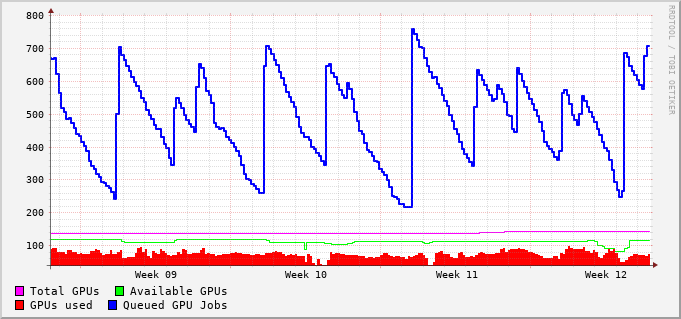 800
700
600
500
400
300
200
100
Week 09 Week 10 Week 11 Week 12
Total GPUs Available GPUs
GPUs used Queued GPU Jobs
RRDTOOL / TOBI OETIKER